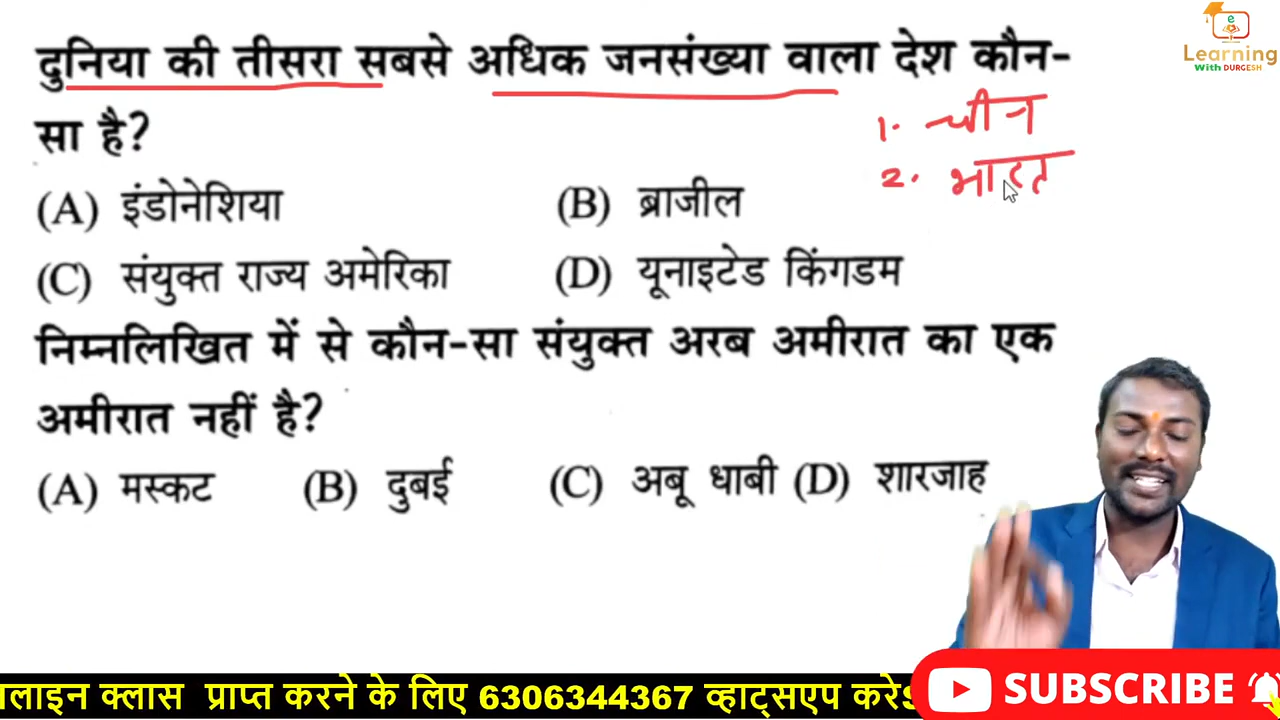 दुनिया की तीसरा सबसे अधिक जनसंख्या वाला देश कौन-
सा है?
1. चीन
2. भारत
(A) इंडोनेशिया (B) ब्राजील
(C) संयुक्त राज्य अमेरिका (D) यूनाइटेड किंगडम
निम्नलिखित में से कौन-सा संयुक्त अरब अमीरात का एक
अमीरात नहीं है?
(A) मस्कट (B) दुबई (C) अबू धाबी (D) शारजाह
e
Learning
With DURGESH
लाइन क्लास प्राप्त करने के लिए 6306344367 व्हाट्सएप करे
SUBSCRIBE